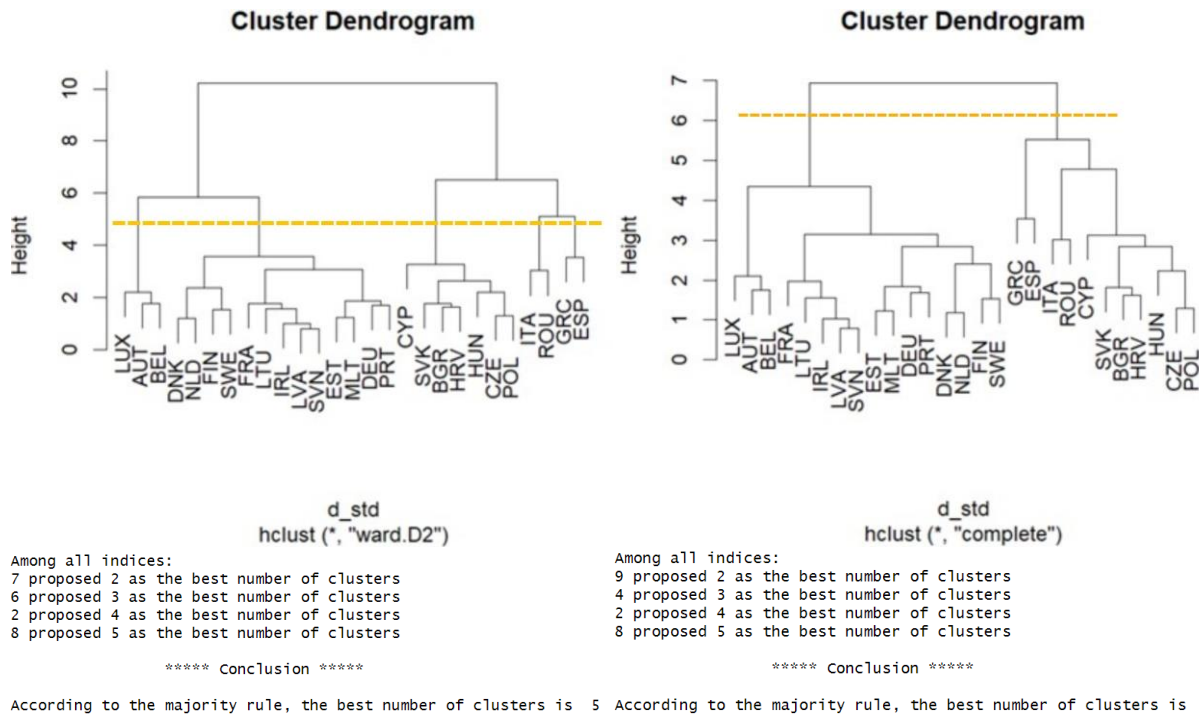 Cluster Dendrogram
Height
10
8
6
4
2
0
LUX
AUT
BEL
DNK
NLD
FIN
SWE
FRA
LTU
IRL
LVA
SVN
EST
MLT
DEU
PRT
CYP
SVK
BGR
HRV
HUN
CZE
POL
ITA
ROU
GRC
ESP
d_std
hclust (*, "ward.D2")
Among all indices:
7 proposed 2 as the best number of clusters
6 proposed 3 as the best number of clusters
2 proposed 4 as the best number of clusters
8 proposed 5 as the best number of clusters
***** Conclusion *****
According to the majority rule, the best number of clusters is 5
Cluster Dendrogram
Height
7
6
5
4
3
2
1
0
LUX
AUT
BEL
FRA
LTU
IRL
LVA
SVN
EST
MLT
DEU
PRT
DNK
NLD
FIN
SWE
GRC
ESP
ITA
ROU
CYP
SVK
BGR
HRV
HUN
CZE
POL
d_std
hclust (*, "complete")
Among all indices:
9 proposed 2 as the best number of clusters
4 proposed 3 as the best number of clusters
2 proposed 4 as the best number of clusters
8 proposed 5 as the best number of clusters
***** Conclusion *****
According to the majority rule, the best number of clusters is